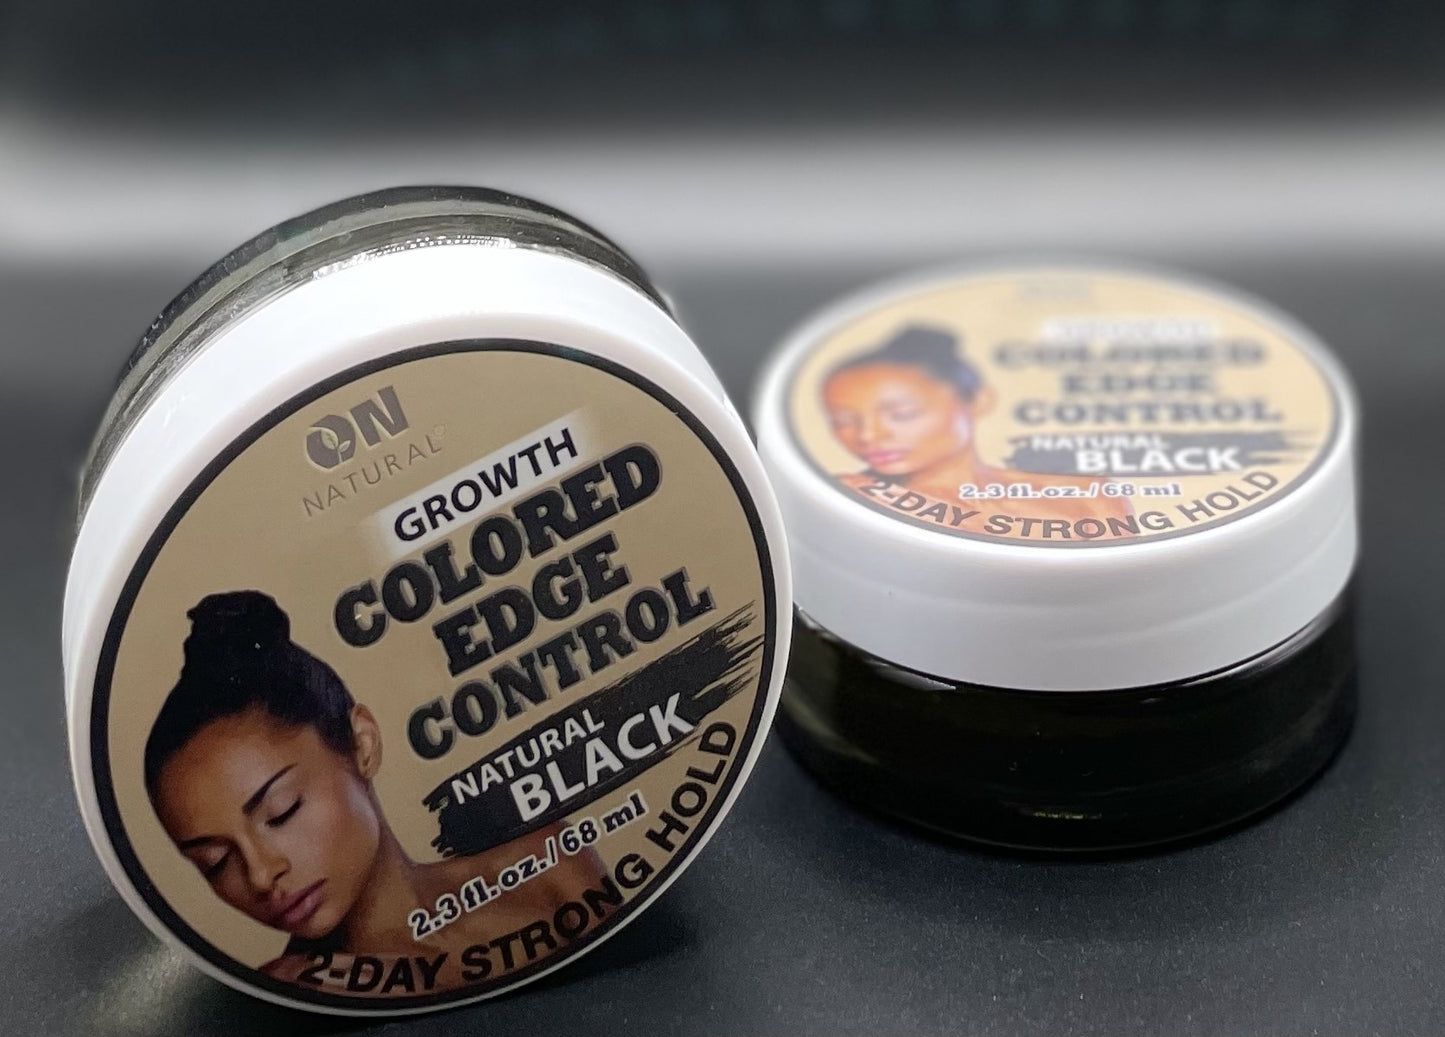 ON
NATURAL
GROWTH
COLORED
EDGE
CONTROL
NATURAL
BLACK
2.3 fl. oz. / 68 ml
2-DAY STRONG HOLD
COLORED
EDGE
CONTROL
NATURAL
BLACK
2.3 fl. oz. / 68 ml
2-DAY STRONG HOLD